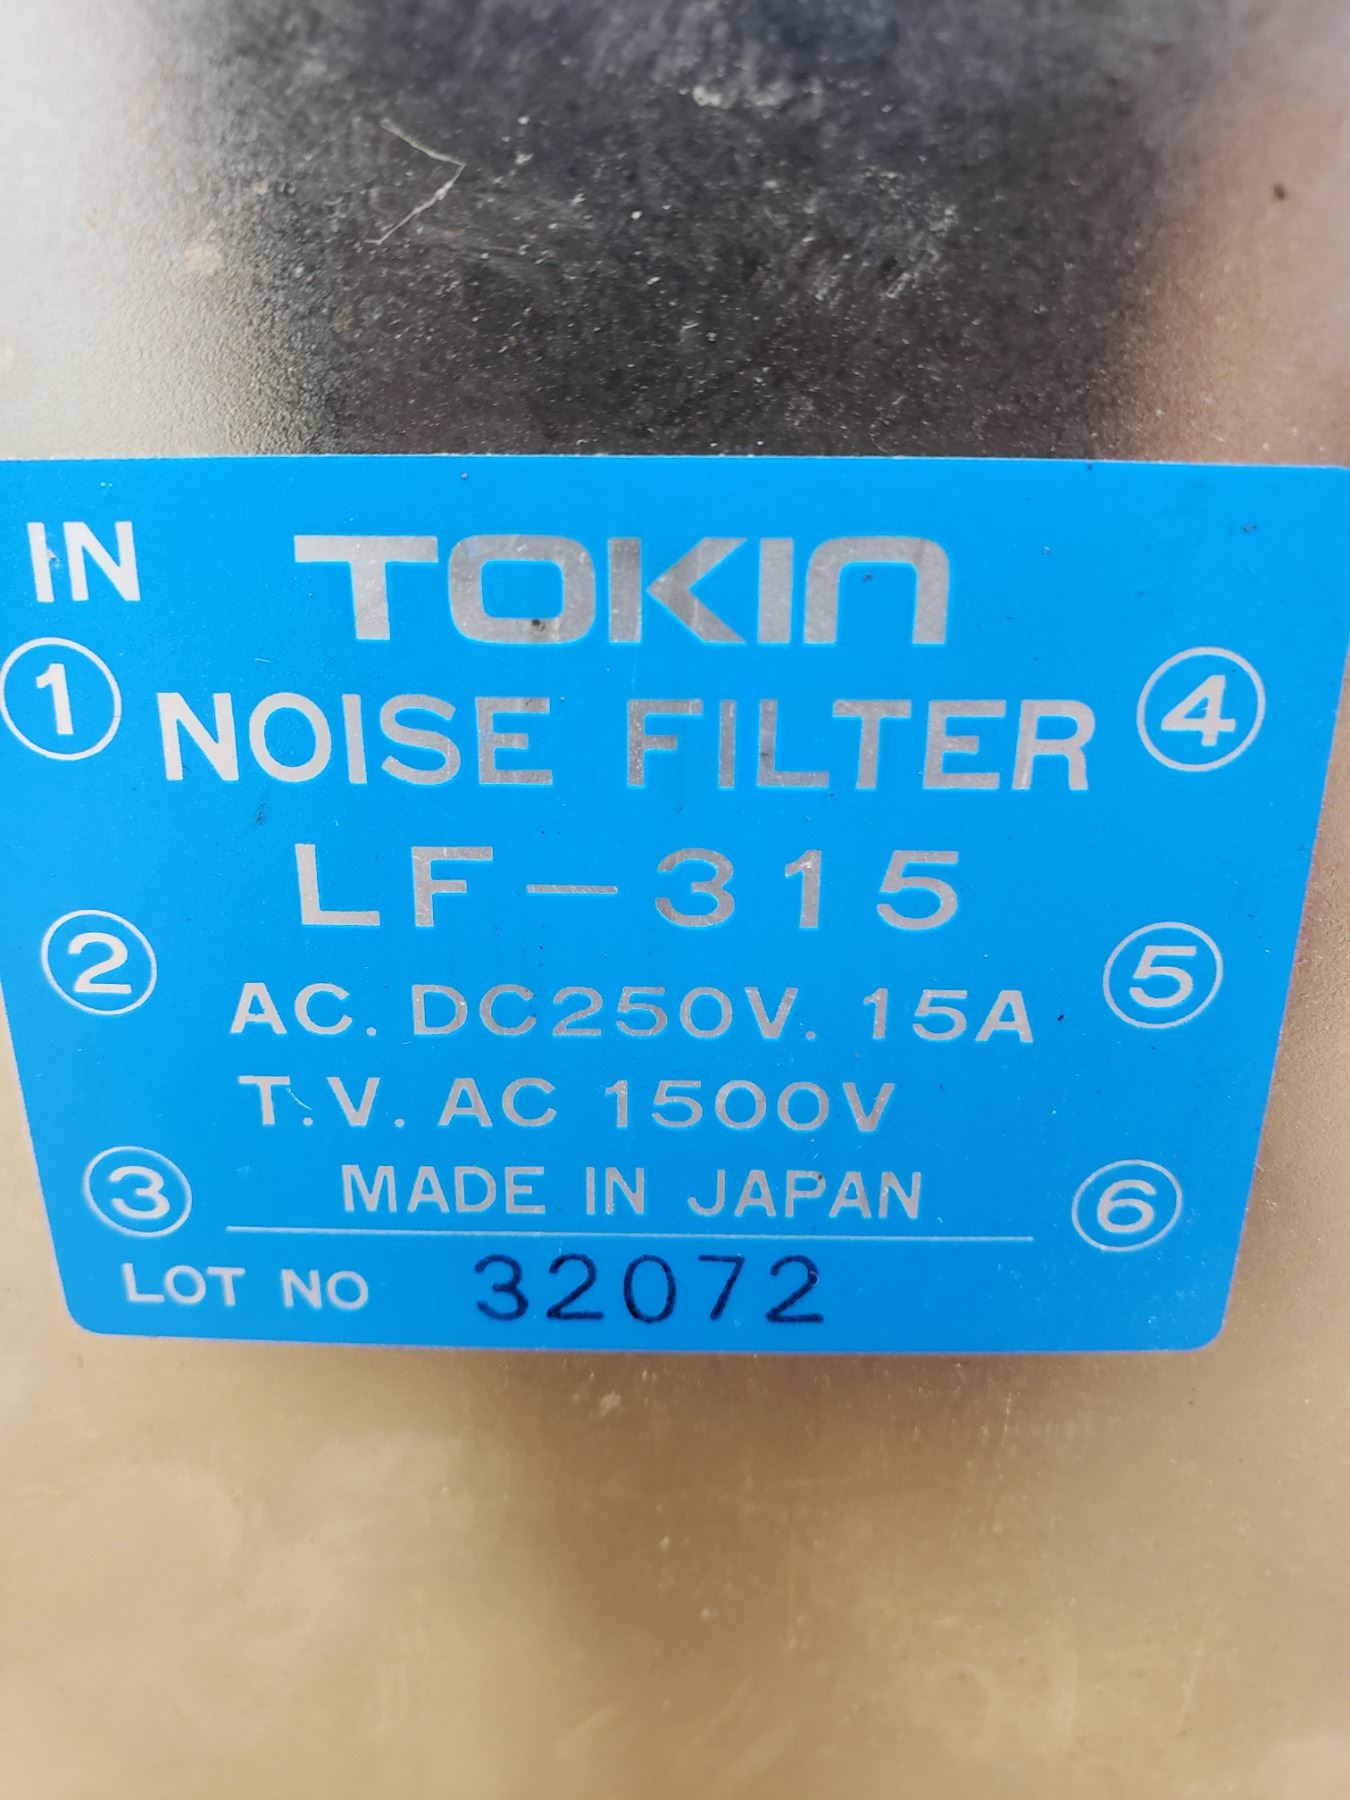 IN TOKIN
① NOISE FILTER ④
LF-315
② AC. DC250V. 15A ⑤
T.V. AC 1500V
③ MADE IN JAPAN ⑥
LOT NO 32072